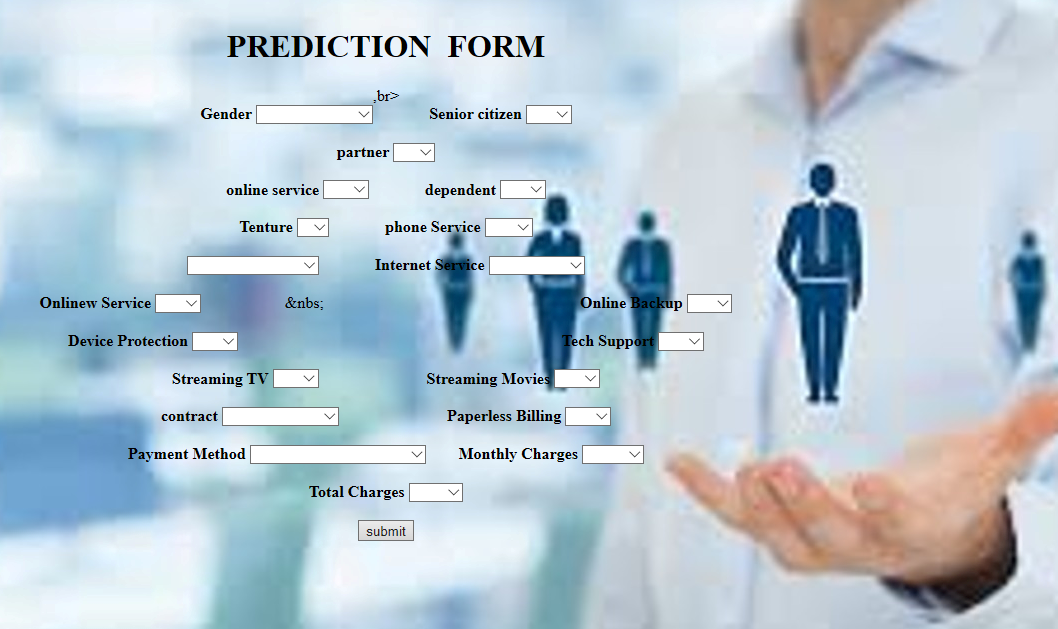 PREDICTION FORM
,br>
Gender Senior citizen
partner
online service dependent
Tenture phone Service
Internet Service
Onlinew Service &nbs; Online Backup
Device Protection Tech Support
Streaming TV Streaming Movies
contract Paperless Billing
Payment Method Monthly Charges
Total Charges
submit